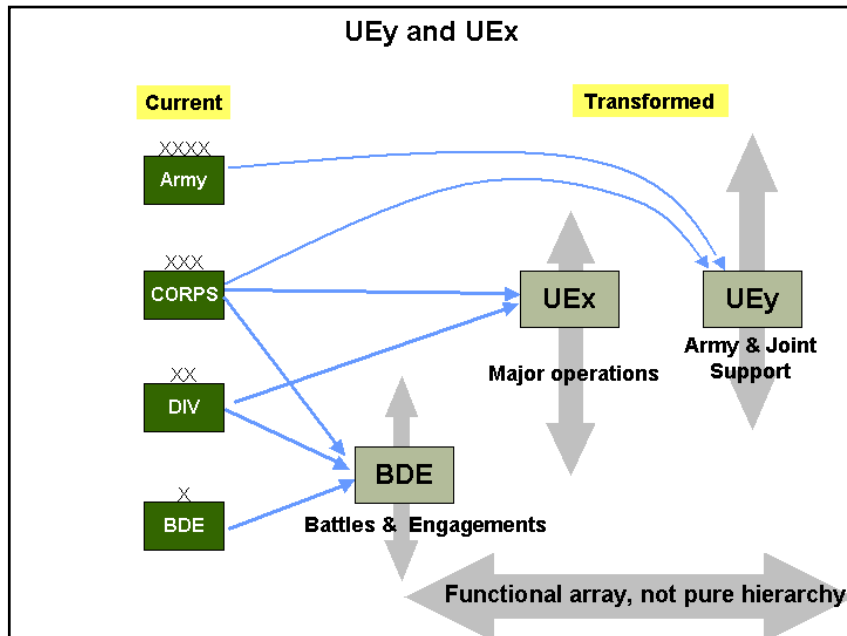 UEy and UEx
Current
Transformed
XXXX
Army
XXX
CORPS
UEx
UEy
Army & Joint
Support
Major operations
XX
DIV
BDE
X
BDE
Battles & Engagements
Functional array, not pure hierarchy